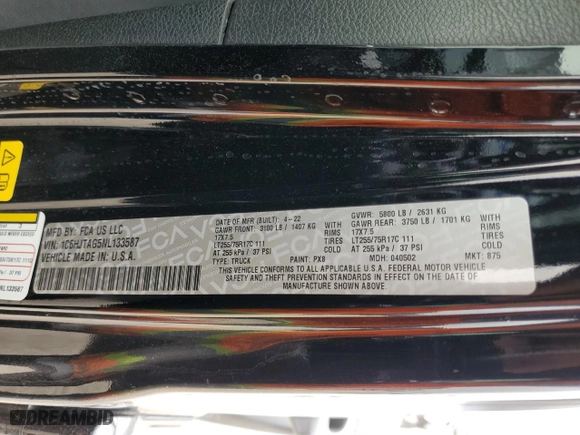 MFD BY: FCA US LLC
VIN: 1C6HJTAG5NL133587
VEHICLE MADE IN: U.S.A.
DATE OF MFR (BUILT): 4-22
GAWR FRONT: 3100 LB / 1407 KG
17X7.5
LT255/75R17C 111
AT 255 kPa / 37 PSI
COLD
RIMS
TIRES
GVWR: 5800 LB / 2631 KG
GAWR REAR: 3750 LB / 1701 KG
17X7.5
LT255/75R17C 111
AT 255 kPa / 37 PSI
COLD
RIMS
TYPE: TRUCK
PAINT: PX8
MDH: 040502
MKT: 875
THIS VEHICLE CONFORMS TO ALL APPLICABLE U.S.A. FEDERAL MOTOR VEHICLE
SAFETY AND THEFT PREVENTION STANDARDS IN EFFECT ON THE DATE OF
MANUFACTURE SHOWN ABOVE.
DREAMBID